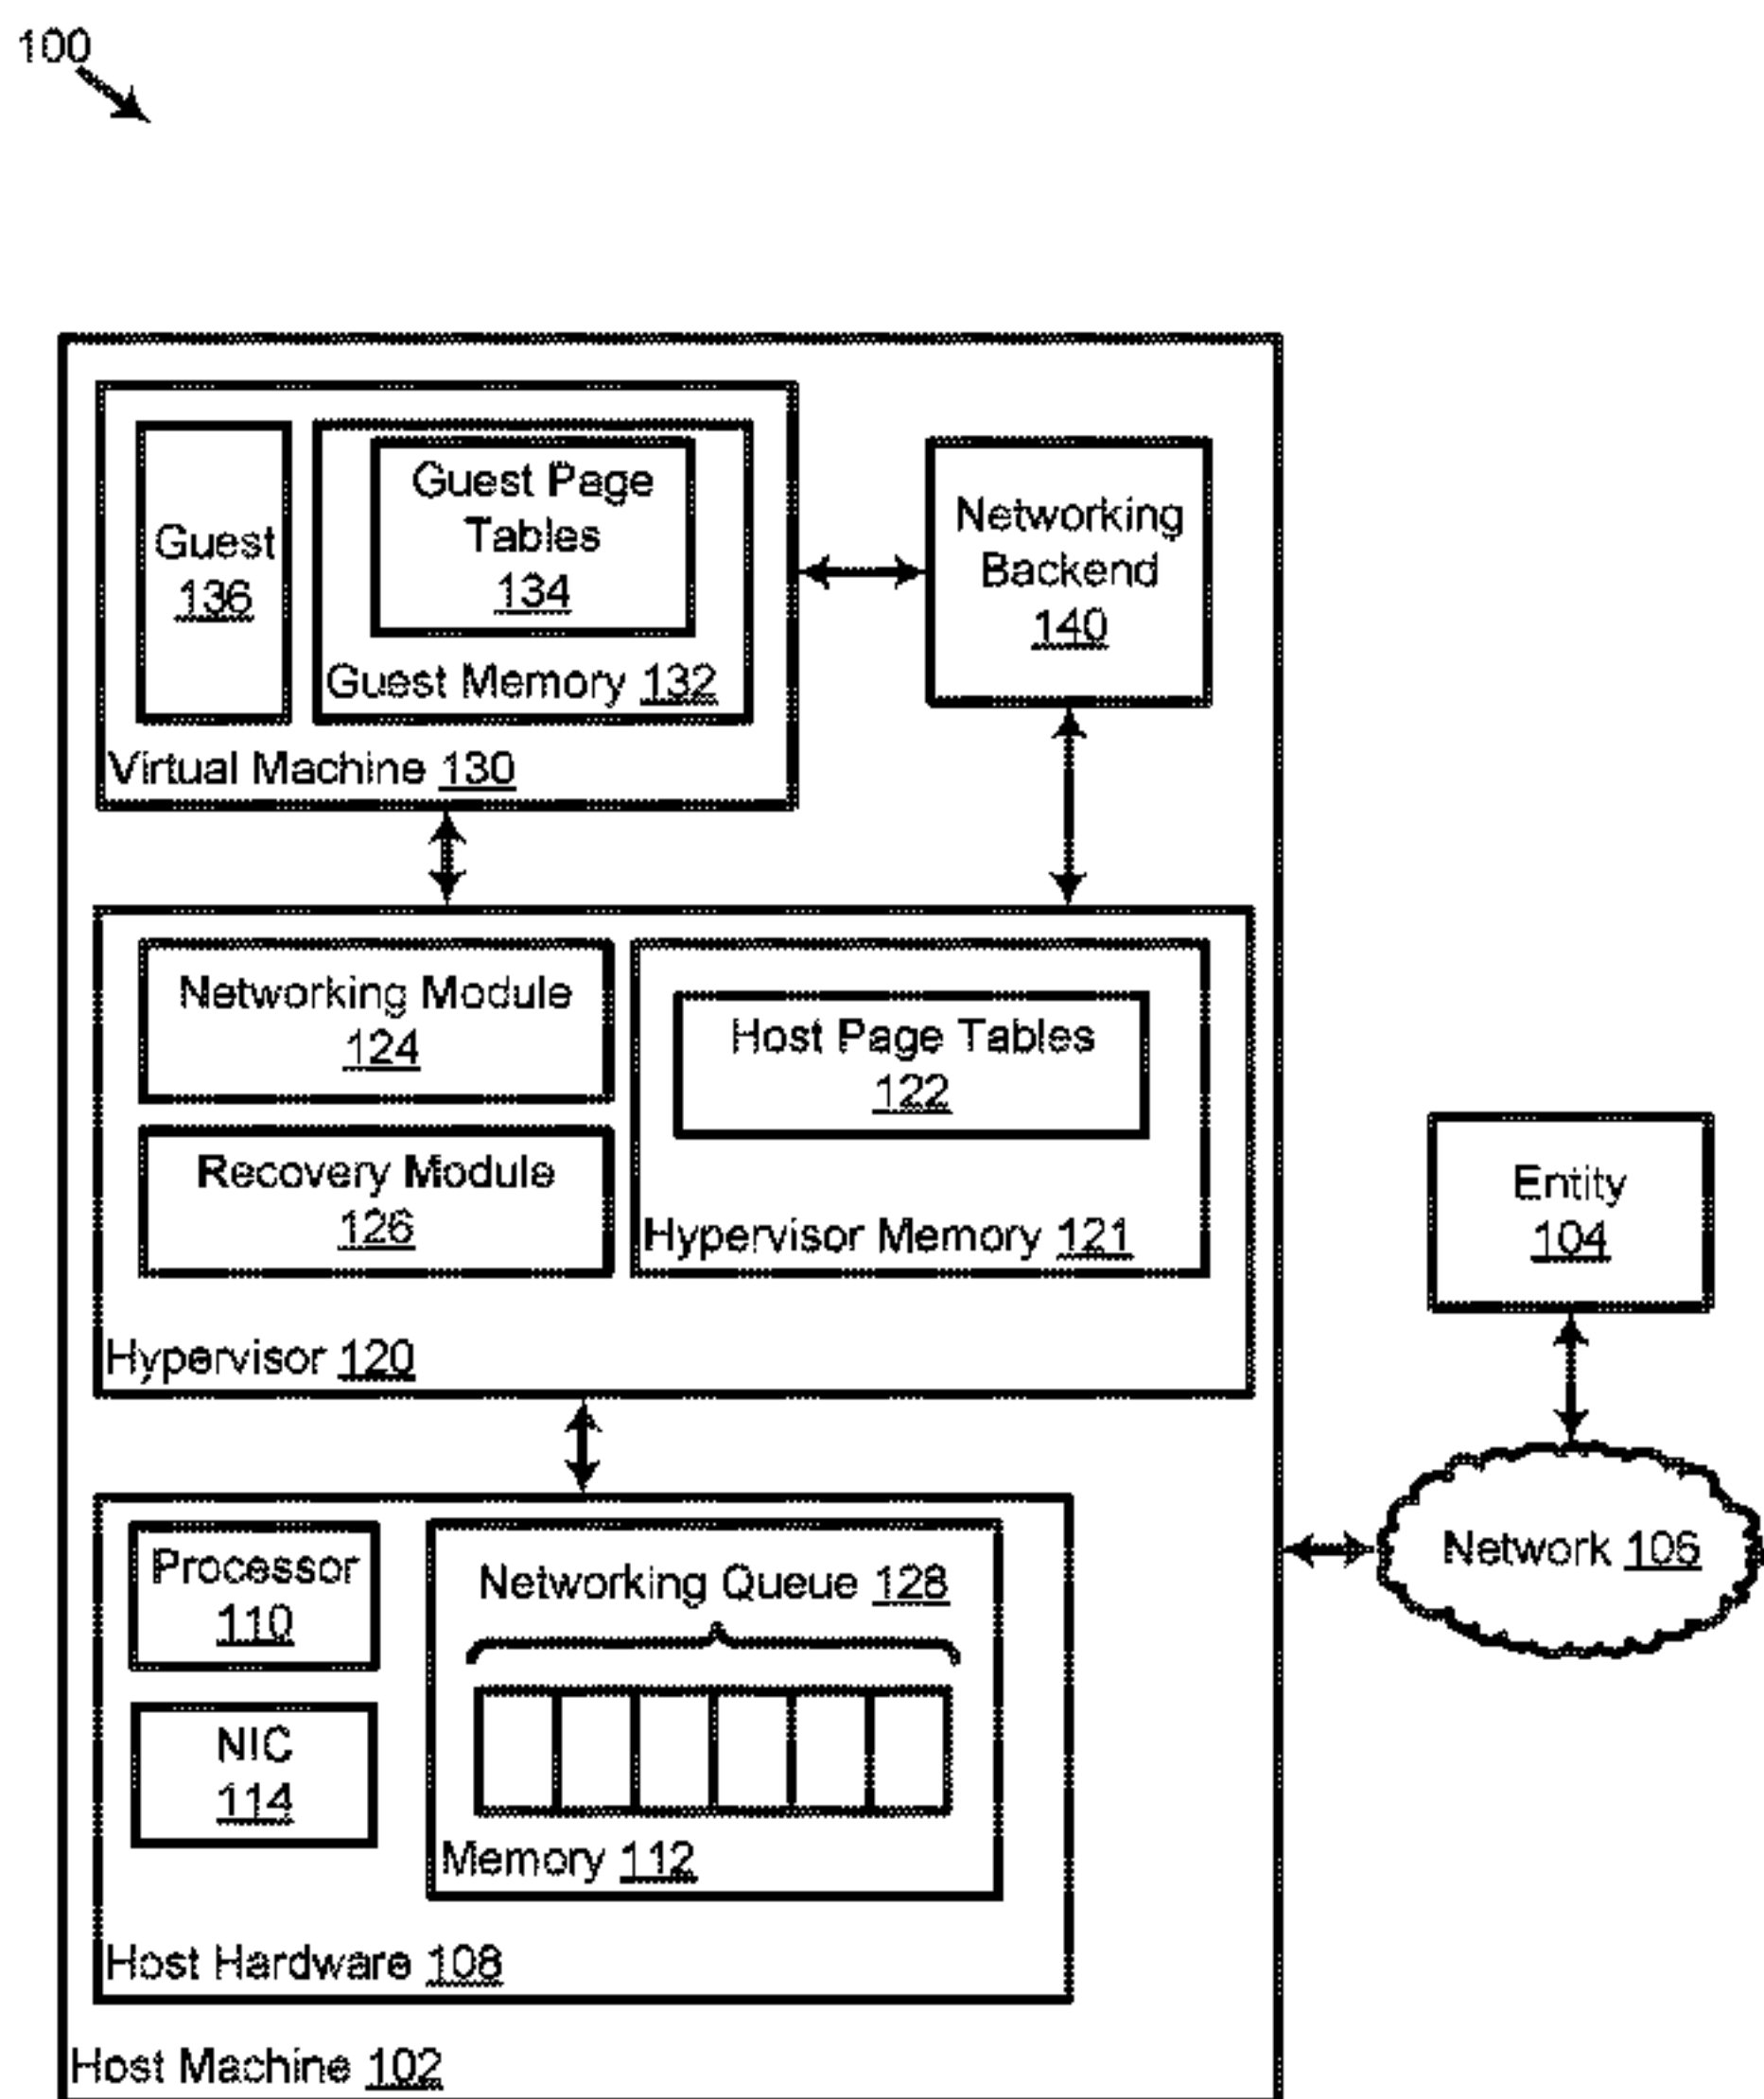 100
Guest
136
Guest Page
Tables
134
Guest Memory 132
Virtual Machine 130
Networking
Backend
140
Networking Module
124
Recovery Module
126
Host Page Tables
122
Hypervisor Memory 121
Hypervisor 120
Entity
104
Network 106
Processor
110
NIC
114
Networking Queue 128
Memory 112
Host Hardware 108
Host Machine 102